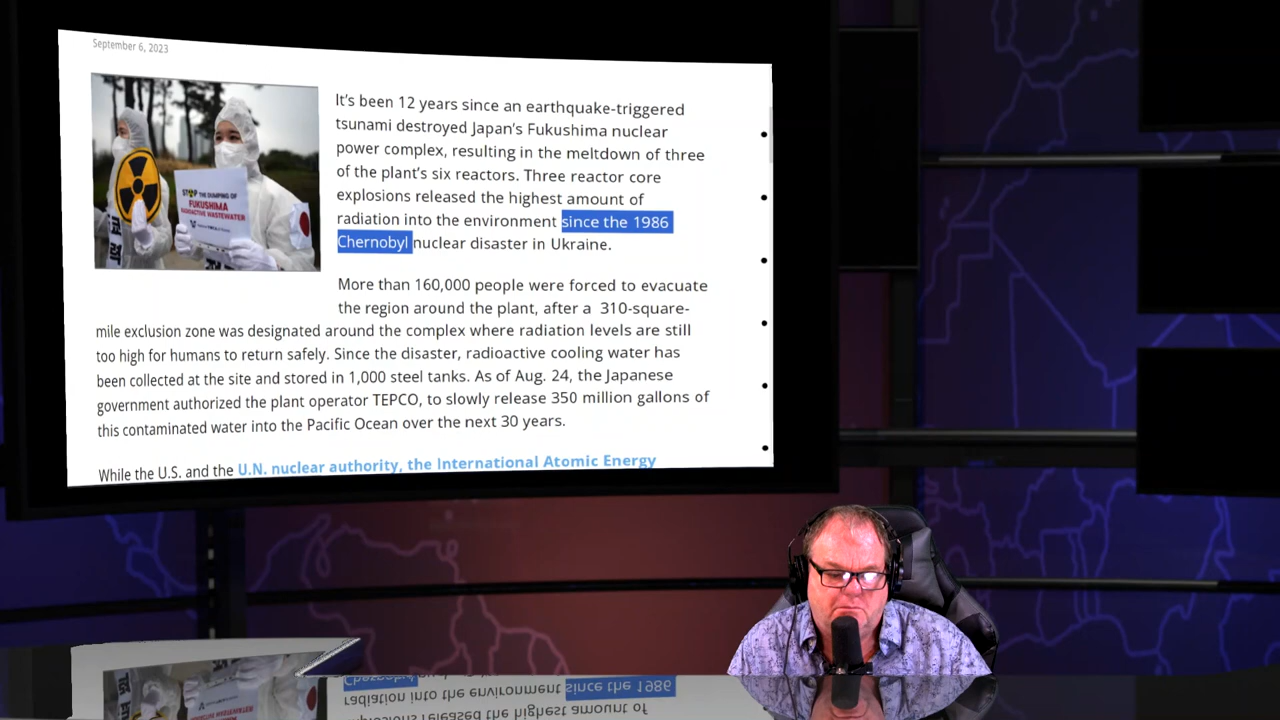 September 6, 2023
It's been 12 years since an earthquake-triggered
tsunami destroyed Japan's Fukushima nuclear
power complex, resulting in the meltdown of three
of the plant's six reactors. Three reactor core
explosions released the highest amount of
radiation into the environment since the 1986
Chernobyl nuclear disaster in Ukraine.
STOP THE DUMPING OF
FUKUSHIMA
RADIOACTIVE WASTEWATER
More than 160,000 people were forced to evacuate
the region around the plant, after a 310-square-
mile exclusion zone was designated around the complex where radiation levels are still
too high for humans to return safely. Since the disaster, radioactive cooling water has
been collected at the site and stored in 1,000 steel tanks. As of Aug. 24, the Japanese
government authorized the plant operator TEPCO, to slowly release 350 million gallons of
this contaminated water into the Pacific Ocean over the next 30 years.
While the U.S. and the U.N. nuclear authority, the International Atomic Energy